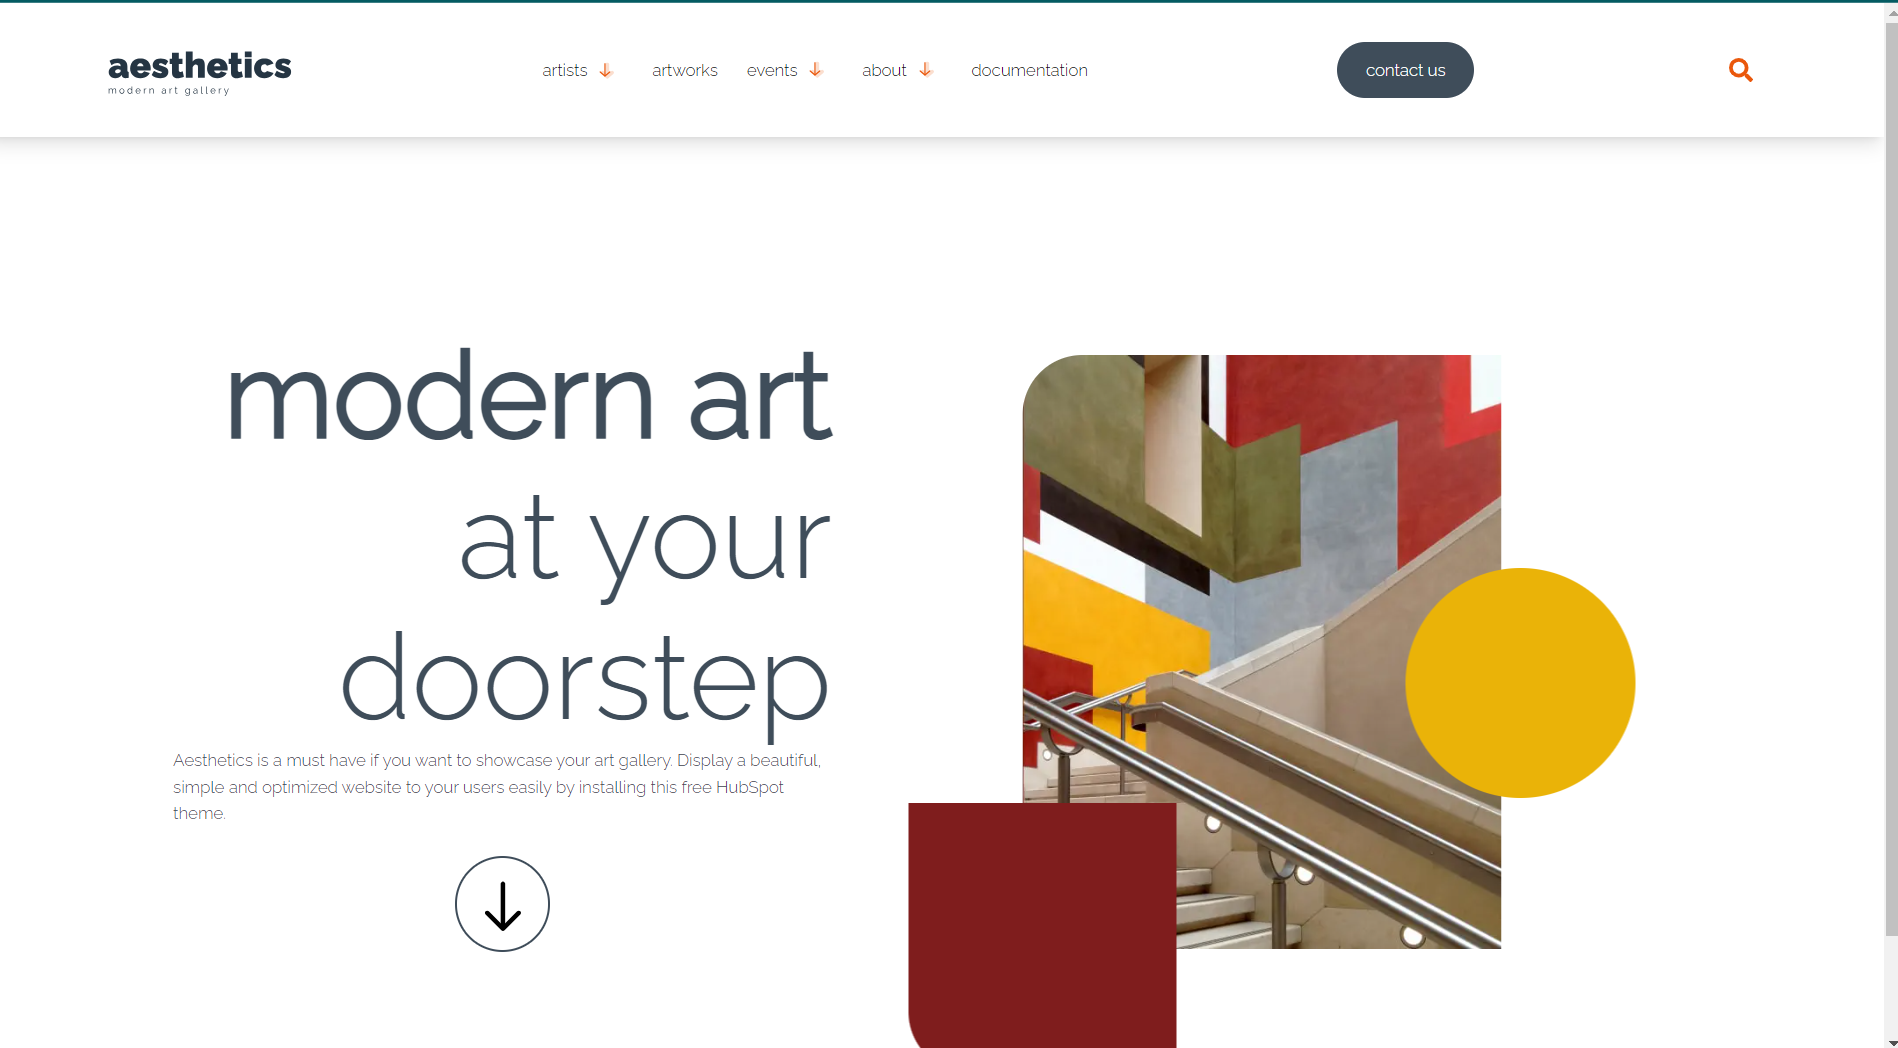 aesthetics
modern art gallery
artists
artworks
events
about
documentation
contact us
modern art
at your
doorstep
Aesthetics is a must have if you want to showcase your art gallery. Display a beautiful,
simple and optimized website to your users easily by installing this free HubSpot
theme.